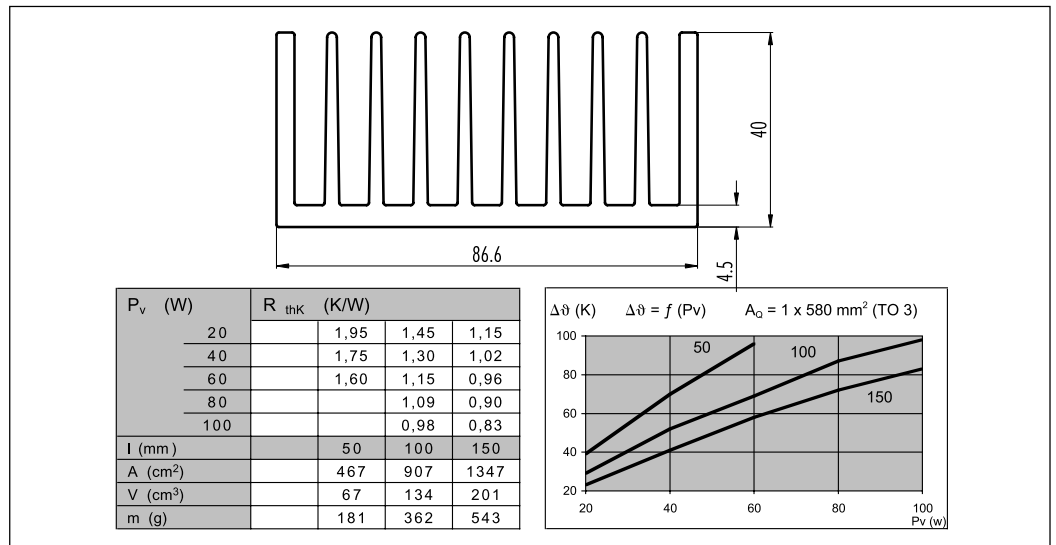 40
86.6
4.5
Pv (W) R thK (K/W)
20 1,95 1,45 1,15
40 1,75 1,30 1,02
60 1,60 1,15 0,96
80 1,09 0,90
100 0,98 0,83
l (mm) 50 100 150
A (cm²) 467 907 1347
V (cm³) 67 134 201
m (g) 181 362 543
Δϑ (K) Δϑ = f (Pv) AQ = 1 x 580 mm² (TO 3)
100
80
60
40
20
50
100
150
20 40 60 80 100
Pv (w)